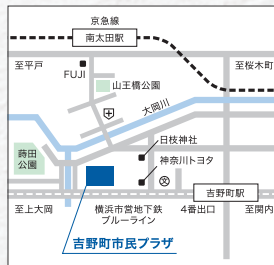 京急線
南太田駅
至平戸
至桜木町
FUJI
山王橋公園
大岡川
日枝神社
蒔田
公園
神奈川トヨタ
文
吉野町駅
至上大岡
横浜市営地下鉄
ブルーライン
4番出口
至関内
吉野町市民プラザ